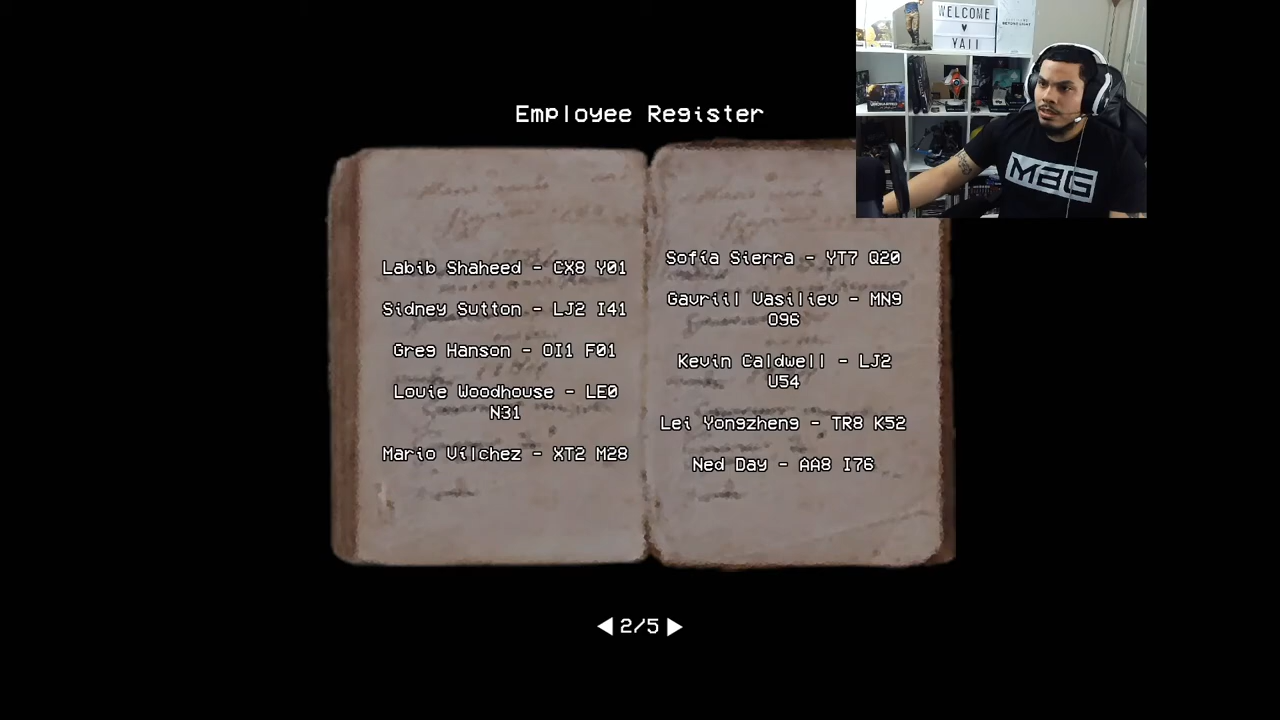 WELCOME
YALL
Employee Register
MBG
Labib Shaheed - CX8 Y01
Sidney Sutton - LJ2 I41
Greg Hanson - OI1 F01
Louie Woodhouse - LE0
N31
Mario Vílchez - XT2 M28
Sofía Sierra - YT7 Q20
Gavriil Vasiliev - MN9
O96
Kevin Caldwell - LJ2
U54
Lei Yongzheng - TR8 K52
Ned Day - AA8 I76
◀ 2/5 ▶